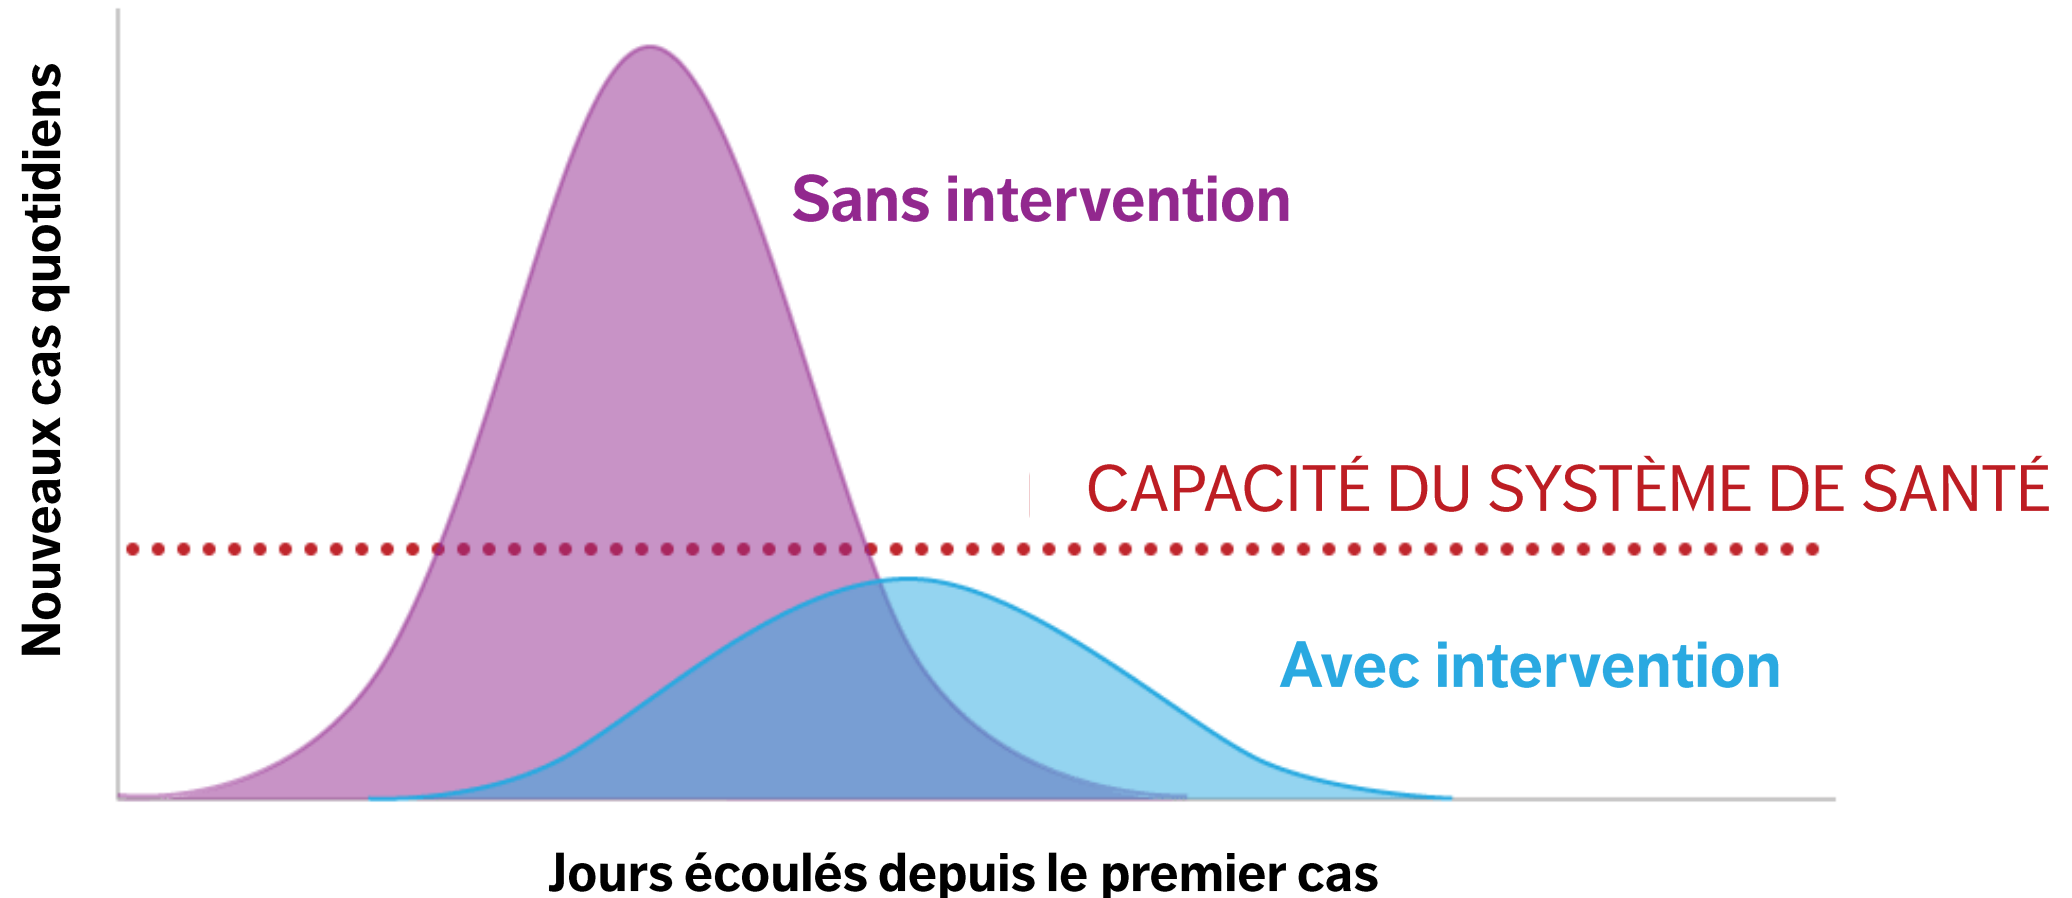 Nouveaux cas quotidiens
Sans intervention
CAPACITÉ DU SYSTÈME DE SANTÉ
Avec intervention
Jours écoulés depuis le premier cas